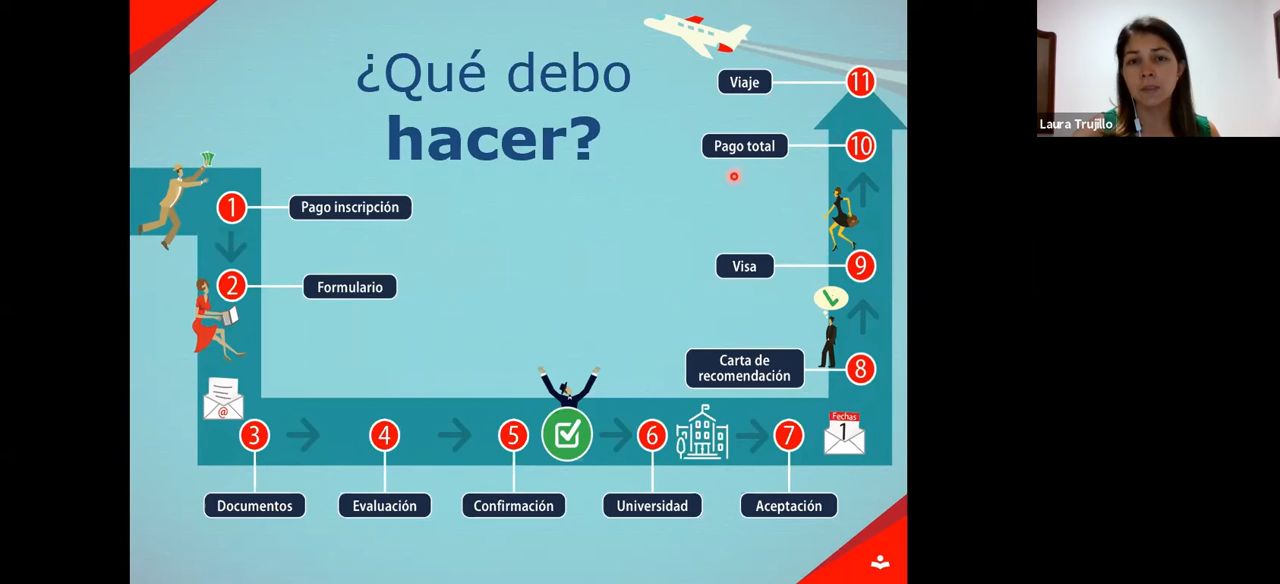 ¿Qué debo
hacer?
1
Pago inscripción
2
Formulario
@
3
Documentos
4
Evaluación
5
Confirmación
6
Universidad
7
Aceptación
Fechas
1
8
Carta de
recomendación
9
Visa
10
Pago total
11
Viaje
Laura Trujillo